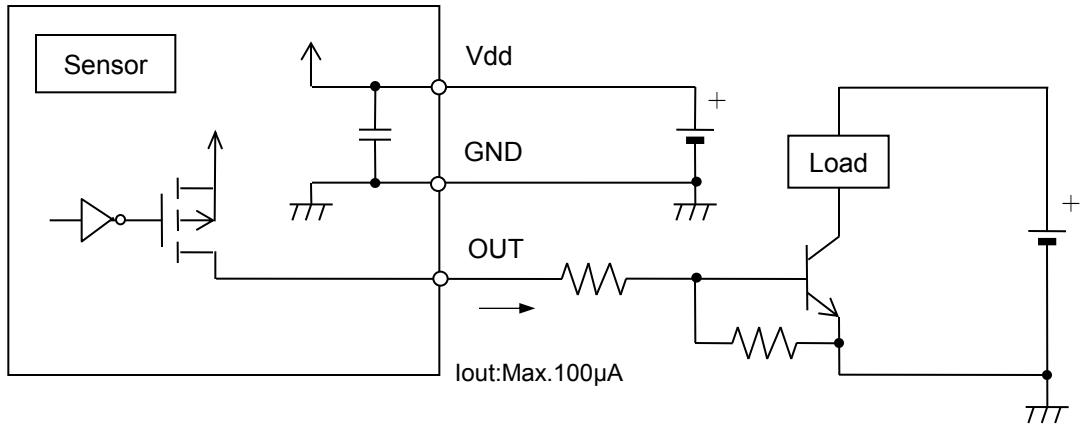 Sensor
Vdd
+
GND
Load
+
OUT
Iout:Max.100µA